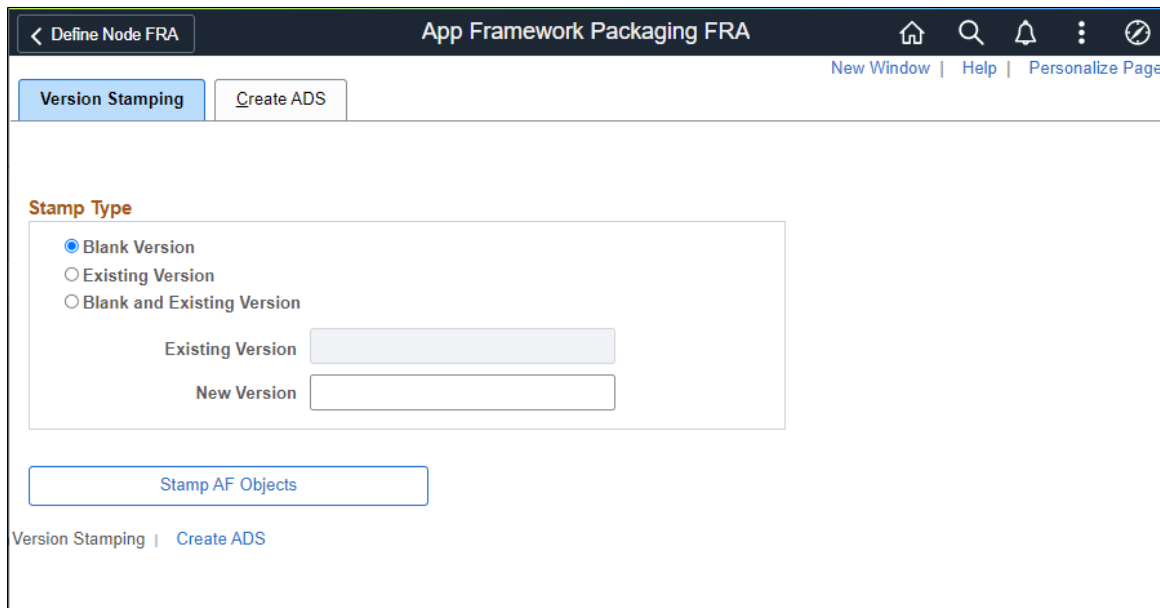 Define Node FRA App Framework Packaging FRA
New Window | Help | Personalize Page
Version Stamping Create ADS
Stamp Type
Blank Version
Existing Version
Blank and Existing Version
Existing Version
New Version
Stamp AF Objects
Version Stamping | Create ADS